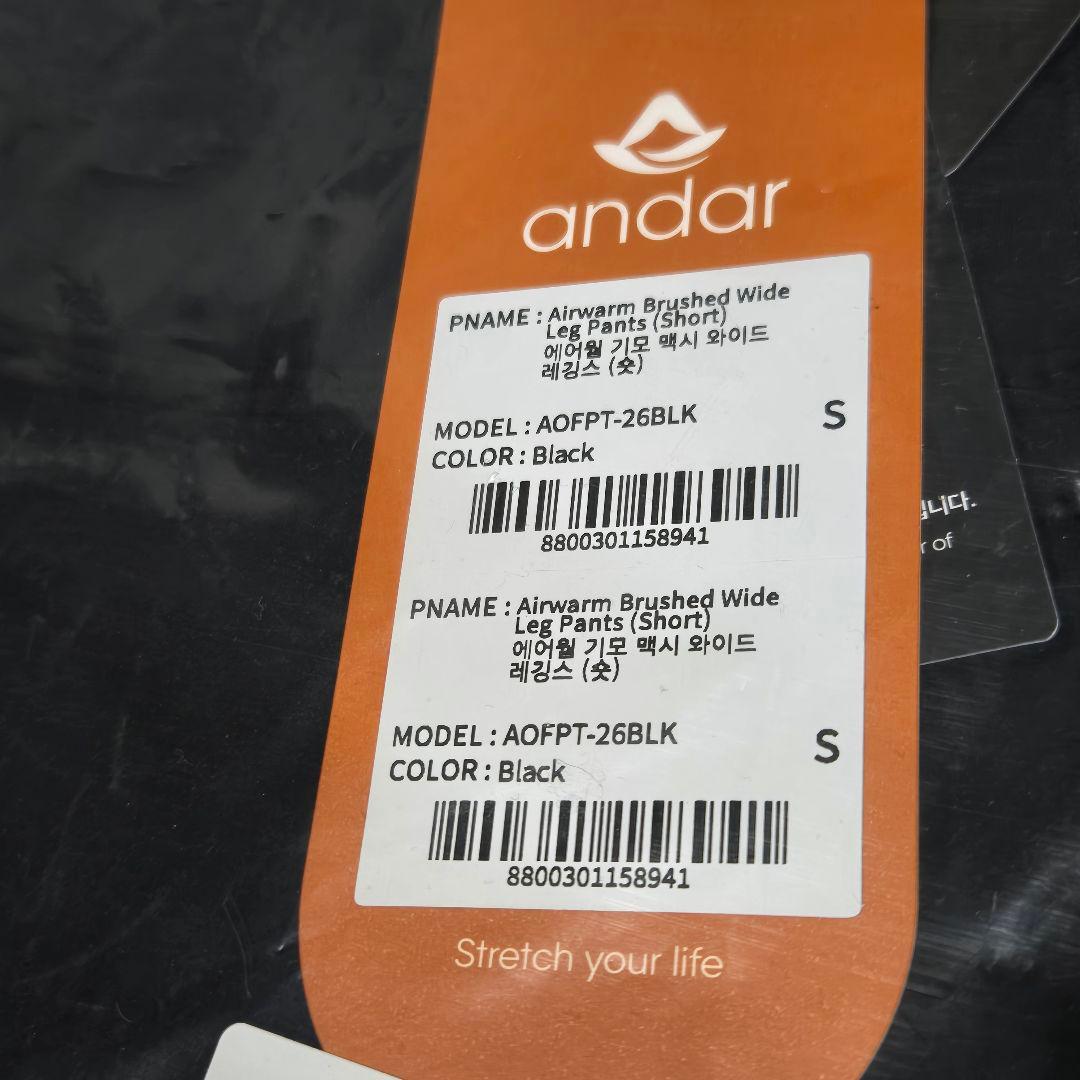 andar
PNAME : Airwarm Brushed Wide
Leg Pants (Short)
에어웜 기모 맥시 와이드
레깅스 (숏)
MODEL : AOFPT-26BLK
S
COLOR : Black
8800301158941
PNAME : Airwarm Brushed Wide
Leg Pants (Short)
에어웜 기모 맥시 와이드
레깅스 (숏)
MODEL : AOFPT-26BLK
S
COLOR : Black
8800301158941
Stretch your life
니다.
of